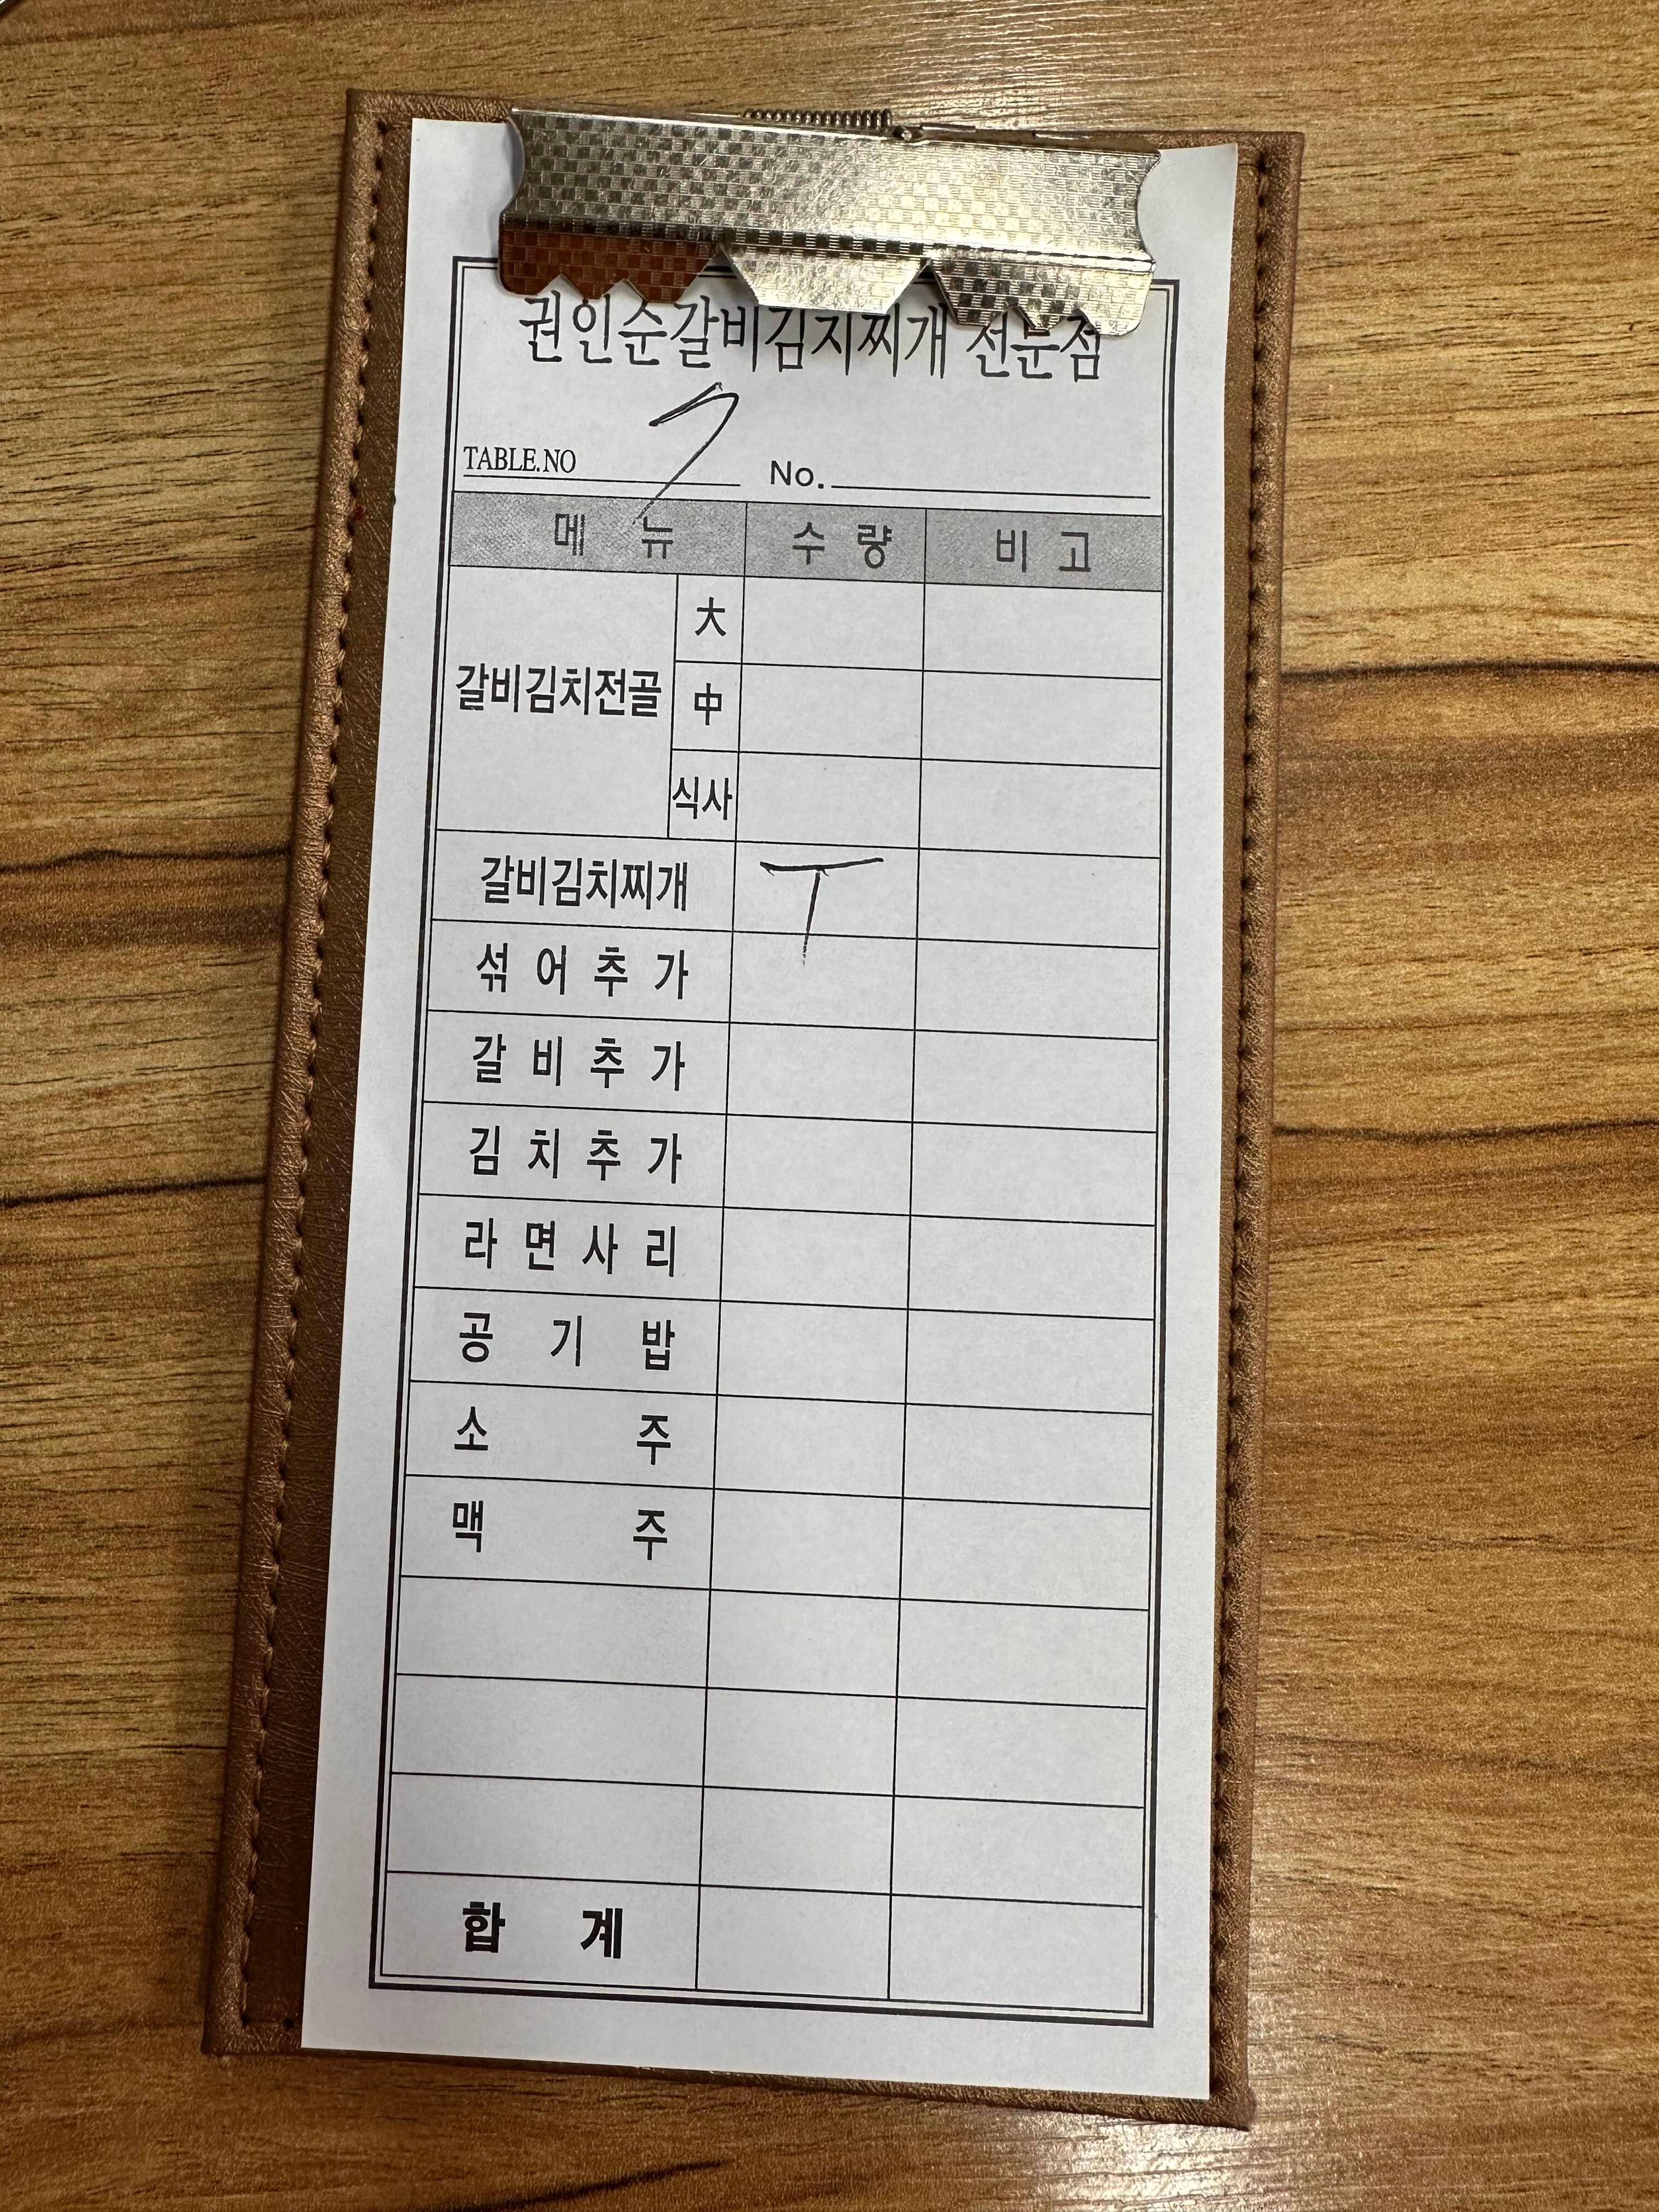 권인순갈비김치찌개 전문점
7
TABLE.NO No.
메 뉴 수 량 비 고
갈비김치전골 大
中
식사
갈비김치찌개 T
섞어추가
갈비추가
김치추가
라면사리
공기밥
소주
맥주
합계